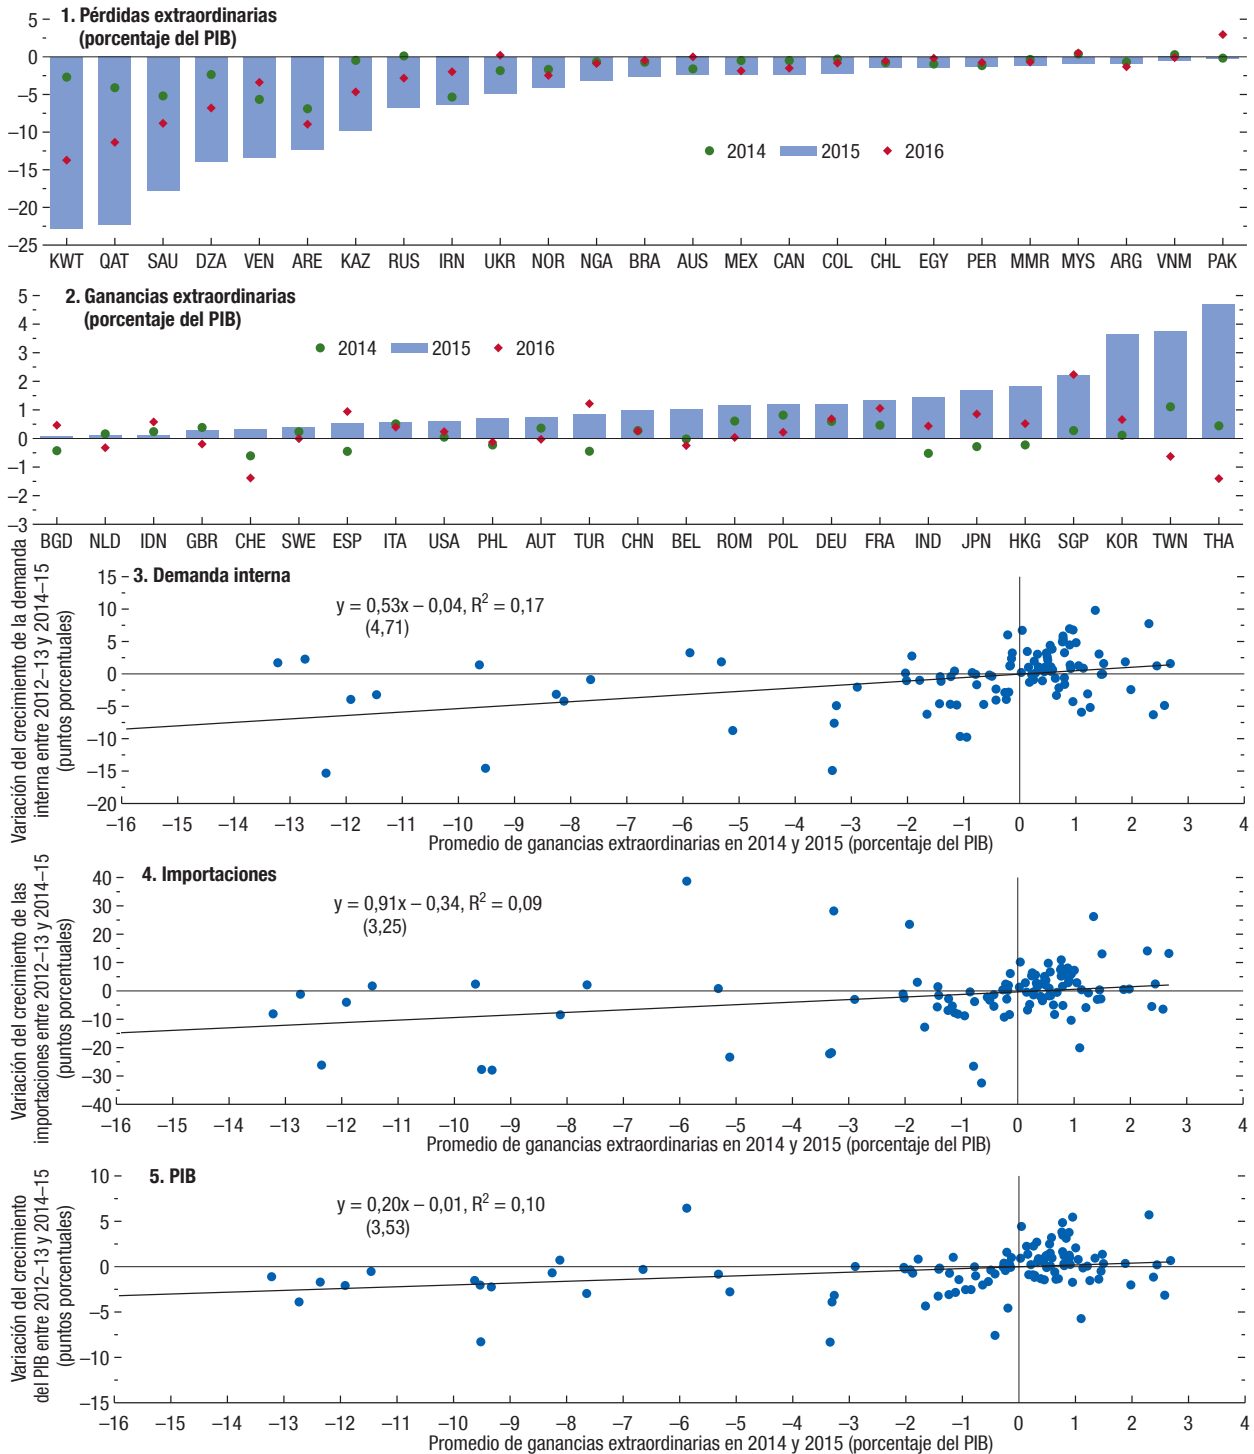 1. Pérdidas extraordinarias
(porcentaje del PIB)
5
0
–5
–10
–15
–20
–25
2014 2015 2016
KWT QAT SAU DZA VEN ARE KAZ RUS IRN UKR NOR NGA BRA AUS MEX CAN COL CHL EGY PER MMR MYS ARG VNM PAK
2. Ganancias extraordinarias
(porcentaje del PIB)
5
4
3
2
1
0
–1
–2
–3
2014 2015 2016
BGD NLD IDN GBR CHE SWE ESP ITA USA PHL AUT TUR CHN BEL ROM POL DEU FRA IND JPN HKG SGP KOR TWN THA
3. Demanda interna
y = 0,53x – 0,04, R² = 0,17
(4,71)
Variación del crecimiento de la demanda
interna entre 2012–13 y 2014–15
(puntos porcentuales)
15
10
5
0
–5
–10
–15
–20
–16 –15 –14 –13 –12 –11 –10 –9 –8 –7 –6 –5 –4 –3 –2 –1 0 1 2 3 4
Promedio de ganancias extraordinarias en 2014 y 2015 (porcentaje del PIB)
4. Importaciones
y = 0,91x – 0,34, R² = 0,09
(3,25)
Variación del crecimiento de las
importaciones entre 2012–13 y 2014–15
(puntos porcentuales)
40
30
20
10
0
–10
–20
–30
–40
–16 –15 –14 –13 –12 –11 –10 –9 –8 –7 –6 –5 –4 –3 –2 –1 0 1 2 3 4
Promedio de ganancias extraordinarias en 2014 y 2015 (porcentaje del PIB)
5. PIB
y = 0,20x – 0,01, R² = 0,10
(3,53)
Variación del crecimiento
del PIB entre 2012–13 y 2014–15
(puntos porcentuales)
10
5
0
–5
–10
–15
–16 –15 –14 –13 –12 –11 –10 –9 –8 –7 –6 –5 –4 –3 –2 –1 0 1 2 3 4
Promedio de ganancias extraordinarias en 2014 y 2015 (porcentaje del PIB)